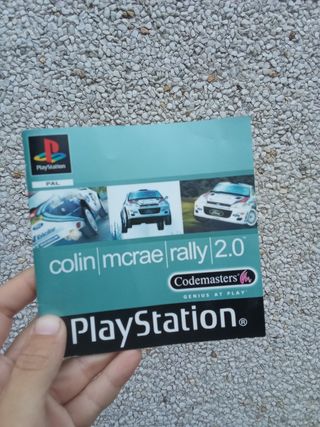 PlayStation
PAL
colin|mcrae|rally|2.0
Codemasters
GENIUS AT PLAY
PlayStation®